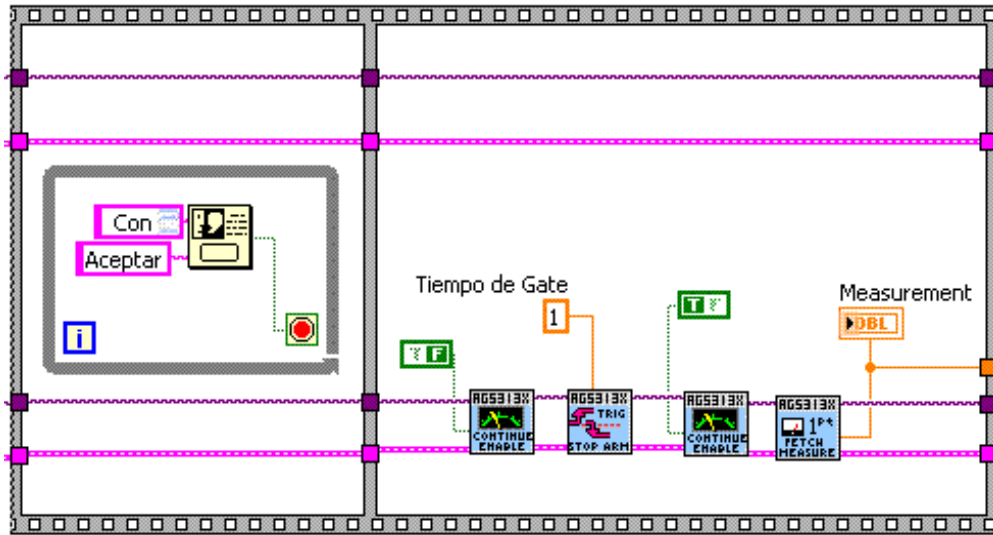 Con
Aceptar
i
Tiempo de Gate
1
F
T
Measurement
DBL
AG5313X
CONTINUE
ENABLE
AG5313X
TRIG
STOP ARM
AG5313X
CONTINUE
ENABLE
AG5313X
1Pt
FETCH
MEASURE